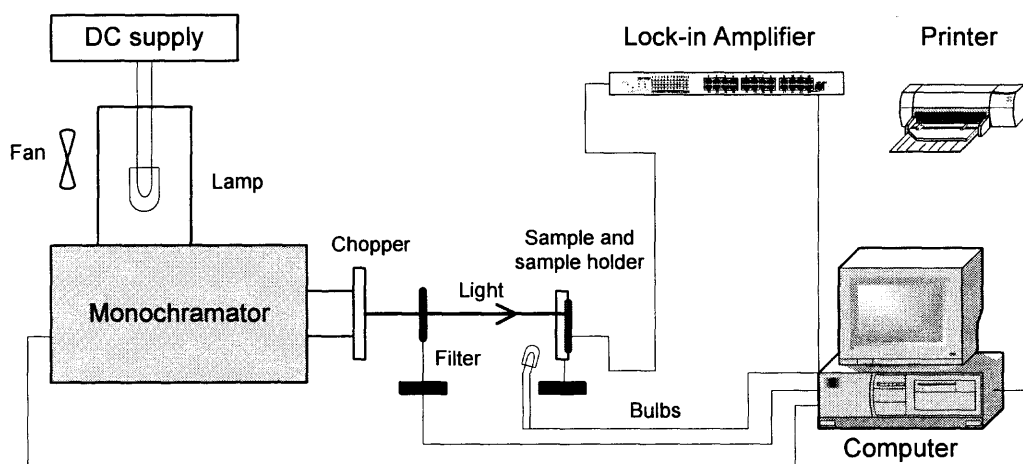 DC supply
Lock-in Amplifier
Printer
Fan
Lamp
Chopper
Sample and
sample holder
Monochramator
Light
Filter
Bulbs
Computer